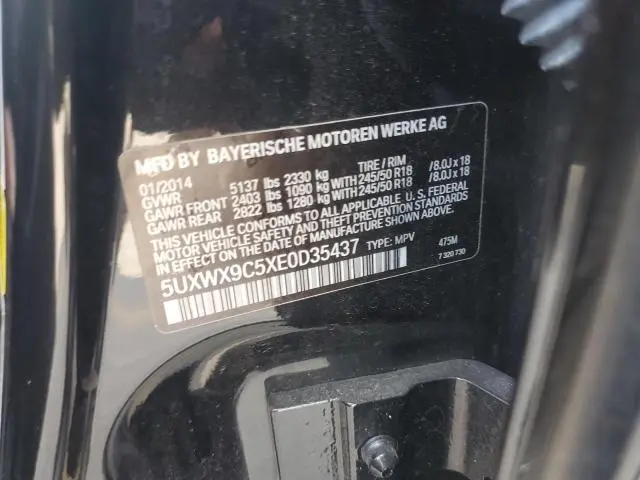 MFD BY BAYERISCHE MOTOREN WERKE AG
01/2014 TIRE / RIM
GVWR 5137 lbs 2330 kg
GAWR FRONT 2403 lbs 1090 kg WITH 245/50 R18 /8.0J x 18
GAWR REAR 2822 lbs 1280 kg WITH 245/50 R18 /8.0J x 18
THIS VEHICLE CONFORMS TO ALL APPLICABLE U. S. FEDERAL
MOTOR VEHICLE SAFETY AND THEFT PREVENTION STANDARDS
IN EFFECT ON THE DATE OF MANUFACTURE SHOWN ABOVE.
5UXWX9C5XE0D35437 TYPE: MPV 475M
7 320 730